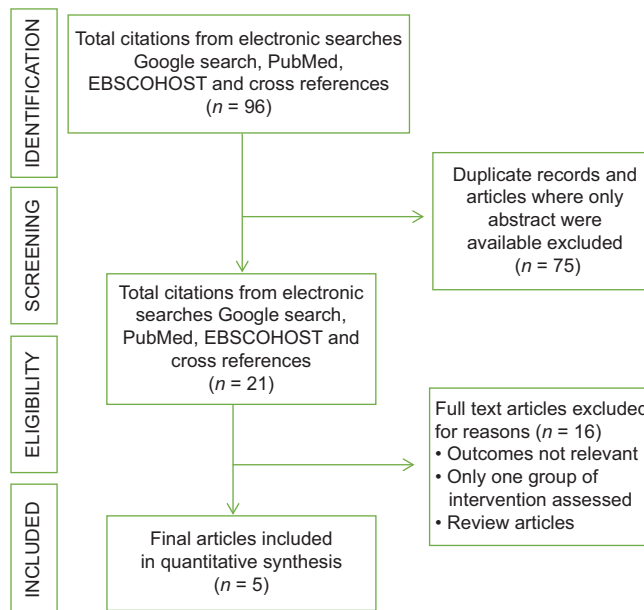 IDENTIFICATION
Total citations from electronic searches
Google search, PubMed,
EBSCOHOST and cross references
(n = 96)
SCREENING
Duplicate records and
articles where only
abstract were
available excluded
(n = 75)
Total citations from electronic
searches Google search,
PubMed, EBSCOHOST and
cross references
(n = 21)
ELIGIBILITY
Full text articles excluded
for reasons (n = 16)
• Outcomes not relevant
• Only one group of
intervention assessed
• Review articles
INCLUDED
Final articles included
in quantitative synthesis
(n = 5)